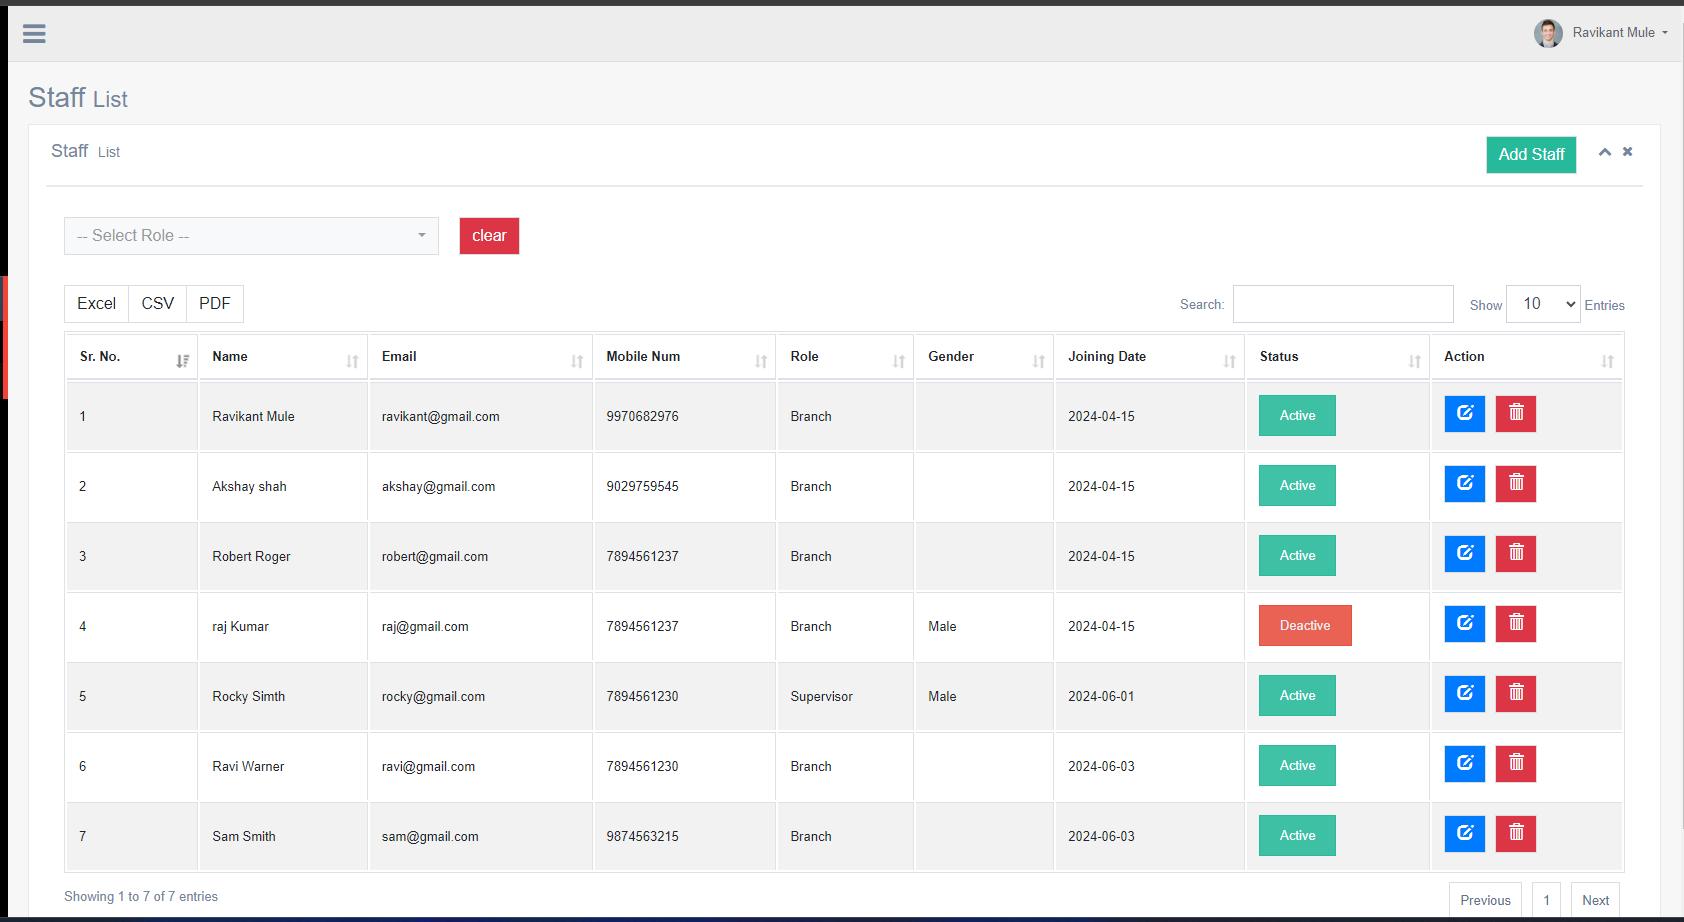 Ravikant Mule
Staff List
Staff List
Add Staff
-- Select Role --
clear
Excel CSV PDF
Search:
Show 10 Entries
Sr. No. Name Email Mobile Num Role Gender Joining Date Status Action
1 Ravikant Mule ravikant@gmail.com 9970682976 Branch 2024-04-15 Active
2 Akshay shah akshay@gmail.com 9029759545 Branch 2024-04-15 Active
3 Robert Roger robert@gmail.com 7894561237 Branch 2024-04-15 Active
4 raj Kumar raj@gmail.com 7894561237 Branch Male 2024-04-15 Deactive
5 Rocky Simth rocky@gmail.com 7894561230 Supervisor Male 2024-06-01 Active
6 Ravi Warner ravi@gmail.com 7894561230 Branch 2024-06-03 Active
7 Sam Smith sam@gmail.com 9874563215 Branch 2024-06-03 Active
Showing 1 to 7 of 7 entries
Previous 1 Next